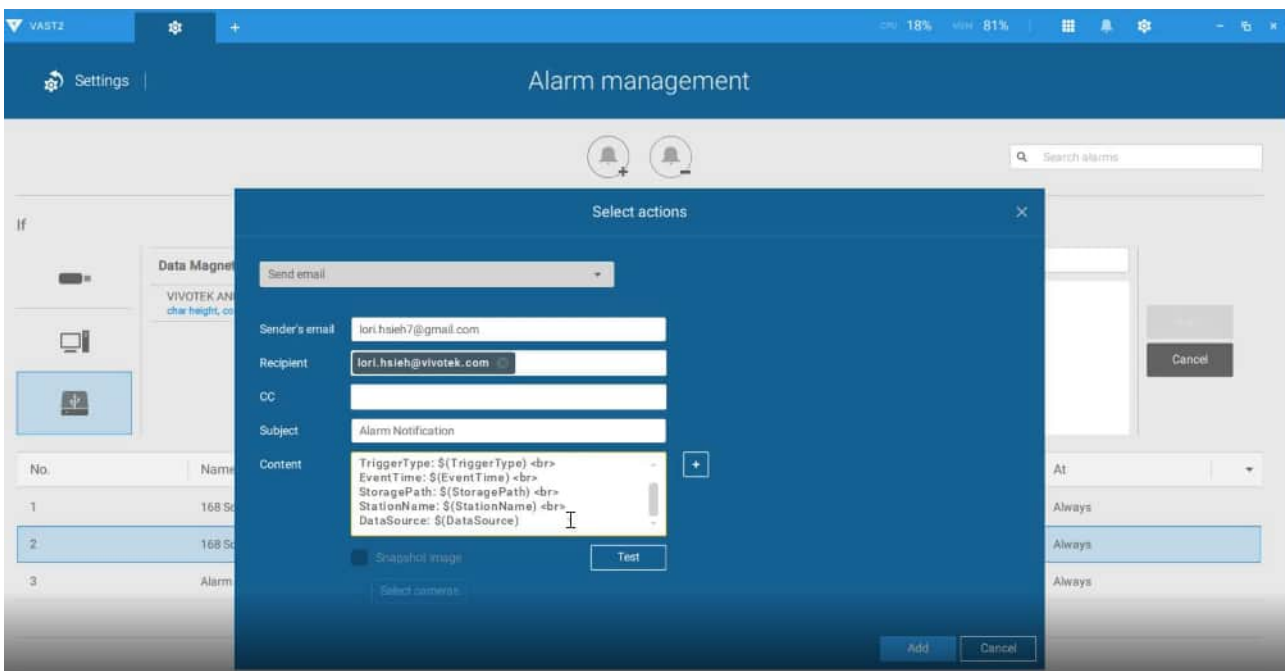 VAST2
+
CPU 18%
81%
Settings
Alarm management
Search alarms
Select actions
If
Data Magnet
Send email
VIVOTEK AN
char height, co
Sender's email
lori.hsieh7@gmail.com
Recipient
lori.hsieh@vivotek.com
Cancel
CC
Subject
Alarm Notification
Content
TriggerType: $(TriggerType) <br>
EventTime: $(EventTime) <br>
StoragePath: $(StoragePath) <br>
StationName: $(StationName) <br>
DataSource: $(DataSource)
+
No.
Name
At
1
168 Sc
Always
2
168 Sc
Always
Snapshot image
Test
3
Alarm
Always
Select cameras
Add
Cancel